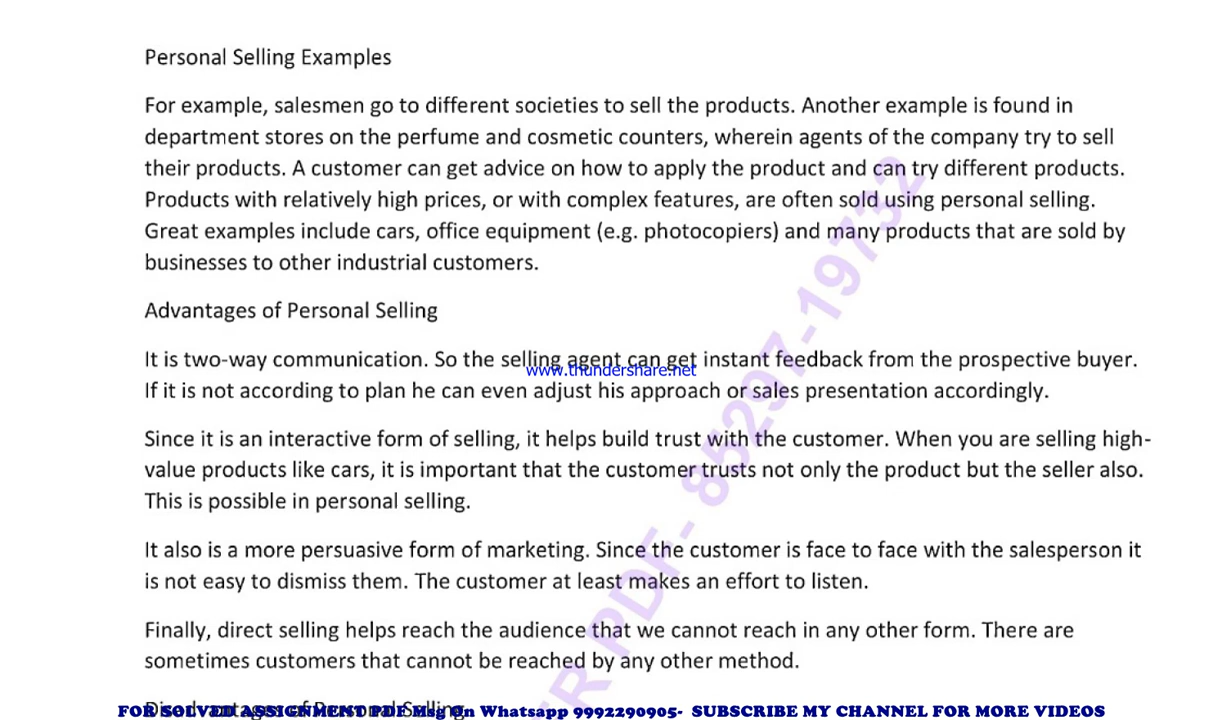 Personal Selling Examples
For example, salesmen go to different societies to sell the products. Another example is found in
department stores on the perfume and cosmetic counters, wherein agents of the company try to sell
their products. A customer can get advice on how to apply the product and can try different products.
Products with relatively high prices, or with complex features, are often sold using personal selling.
Great examples include cars, office equipment (e.g. photocopiers) and many products that are sold by
businesses to other industrial customers.
Advantages of Personal Selling
It is two-way communication. So the selling agent can get instant feedback from the prospective buyer.
www.thundershare.net
If it is not according to plan he can even adjust his approach or sales presentation accordingly.
Since it is an interactive form of selling, it helps build trust with the customer. When you are selling high-
value products like cars, it is important that the customer trusts not only the product but the seller also.
This is possible in personal selling.
It also is a more persuasive form of marketing. Since the customer is face to face with the salesperson it
is not easy to dismiss them. The customer at least makes an effort to listen.
Finally, direct selling helps reach the audience that we cannot reach in any other form. There are
sometimes customers that cannot be reached by any other method.
Disadvantages of Personal Selling
FOR SOLVED ASSIGNMENT PDF Msg On Whatsapp 9992290905- SUBSCRIBE MY CHANNEL FOR MORE VIDEOS
R PDF- 85297-19732